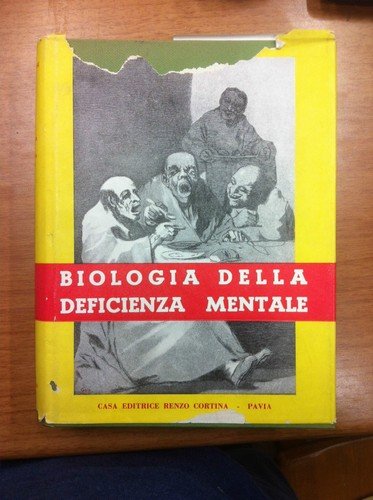 BIOLOGIA DELLA
DEFICIENZA MENTALE
CASA EDITRICE RENZO CORTINA - PAVIA